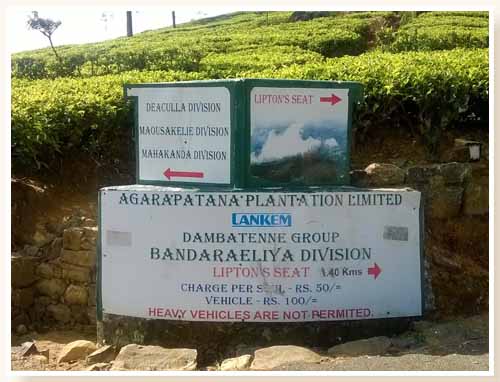 DEACULLA DIVISION
MAOUSAKELIE DIVISION
MAHAKANDA DIVISION
LIPTON'S SEAT
AGARAPATANA PLANTATION LIMITED
LANKEM
DAMBATENNE GROUP
BANDARAELIYA DIVISION
LIPTON'S SEAT 1.40 Kms
CHARGE PER - RS. 50/=
VEHICLE - RS. 100/=
HEAVY VEHICLES ARE NOT PERMITTED.